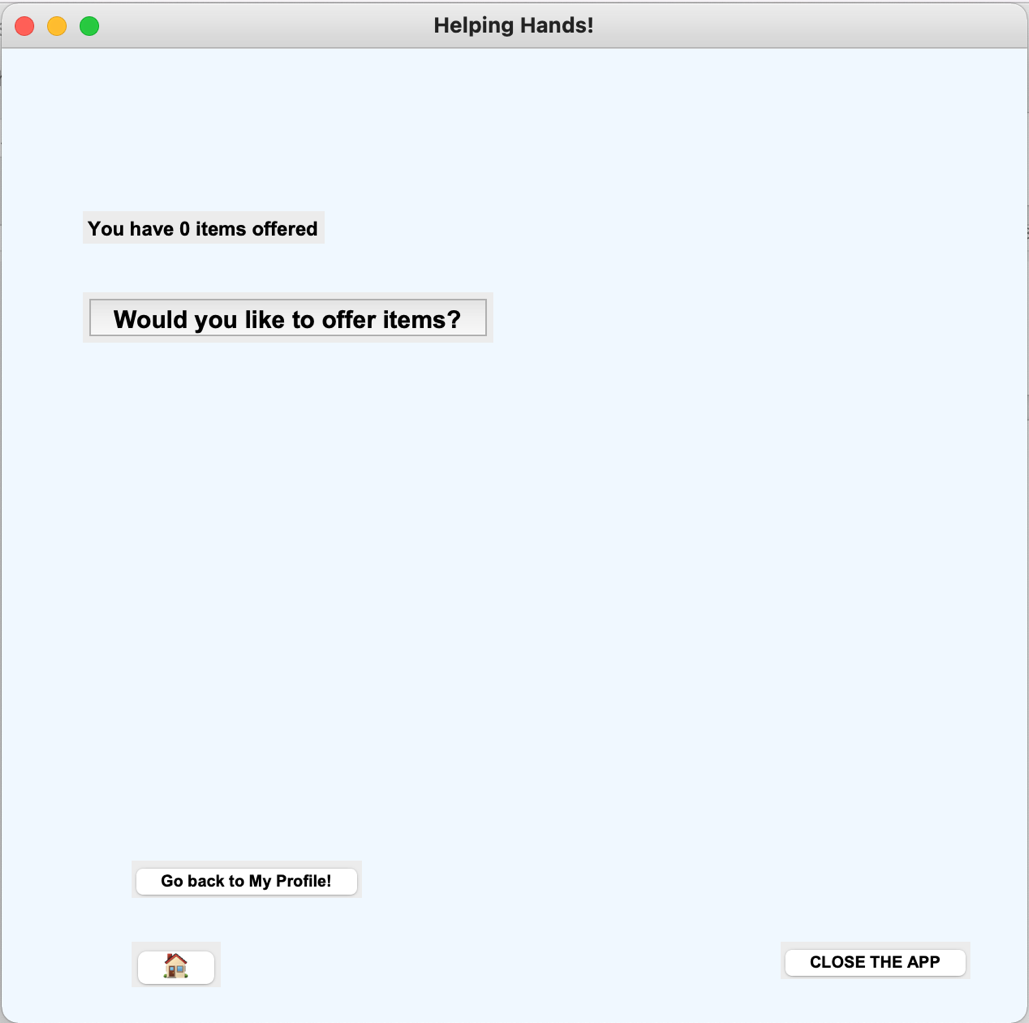 Helping Hands!
You have 0 items offered
Would you like to offer items?
Go back to My Profile!
CLOSE THE APP